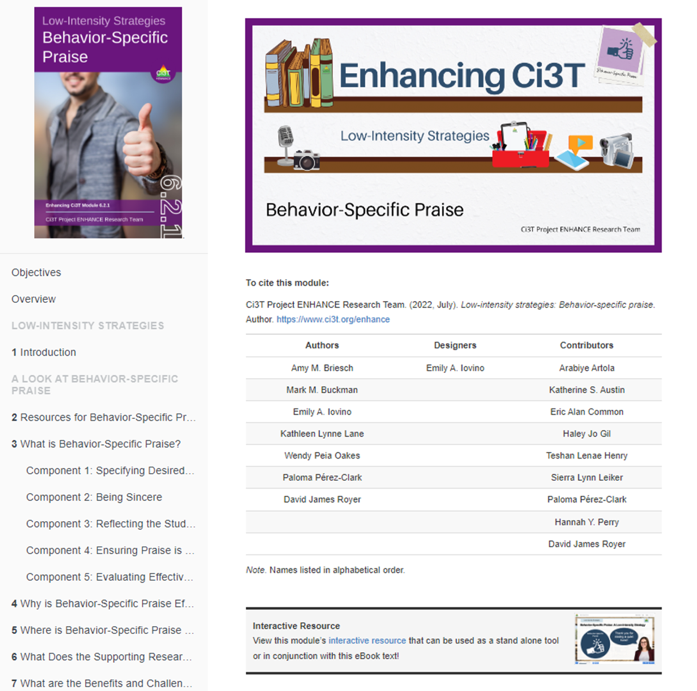 Low-Intensity Strategies
Behavior-Specific
Praise
Ci3T
6.2.1
Enhancing Ci3T Module 6.2.1
Ci3T Project ENHANCE Research Team
Objectives
Overview
LOW-INTENSITY STRATEGIES
1 Introduction
A LOOK AT BEHAVIOR-SPECIFIC
PRAISE
2 Resources for Behavior-Specific Pr...
3 What is Behavior-Specific Praise?
Component 1: Specifying Desired...
Component 2: Being Sincere
Component 3: Reflecting the Stud...
Component 4: Ensuring Praise is ...
Component 5: Evaluating Effectiv...
4 Why is Behavior-Specific Praise Ef...
5 Where is Behavior-Specific Praise ...
6 What Does the Supporting Resear...
7 What are the Benefits and Challen...
Enhancing Ci3T
Low-Intensity Strategies
Behavior-Specific Praise
Ci3T Project ENHANCE Research Team
To cite this module:
Ci3T Project ENHANCE Research Team. (2022, July). Low-intensity strategies: Behavior-specific praise.
Author. https://www.ci3t.org/enhance
Authors Designers Contributors
Amy M. Briesch Emily A. Iovino Arabiye Artola
Mark M. Buckman Katherine S. Austin
Emily A. Iovino Eric Alan Common
Kathleen Lynne Lane Haley Jo Gil
Wendy Peia Oakes Teshan Lenae Henry
Paloma Pérez-Clark Sierra Lynn Leiker
David James Royer Paloma Pérez-Clark
Hannah Y. Perry
David James Royer
Note. Names listed in alphabetical order.
Interactive Resource
View this module's interactive resource that can be used as a stand alone tool
or in conjunction with this eBook text!